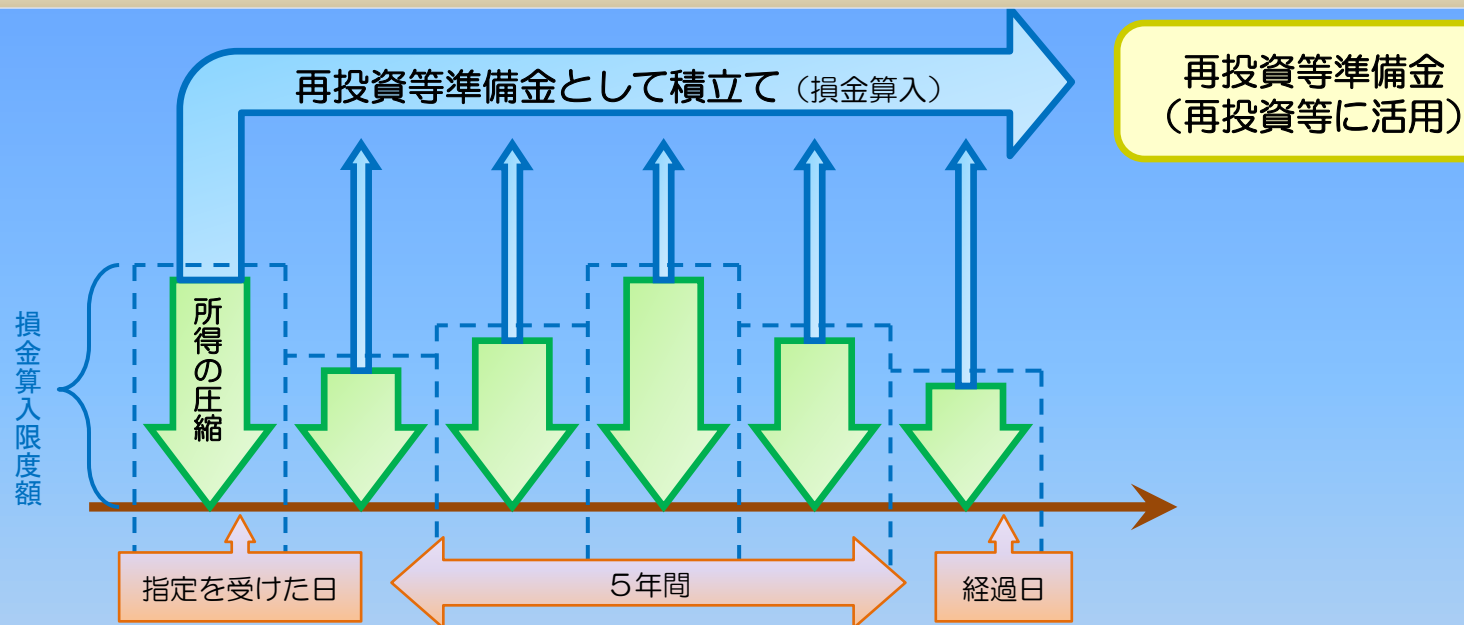 再投資等準備金として積立て（損金算入）
再投資等準備金
（再投資等に活用）
損金算入限度額
所得の圧縮
指定を受けた日
５年間
経過日